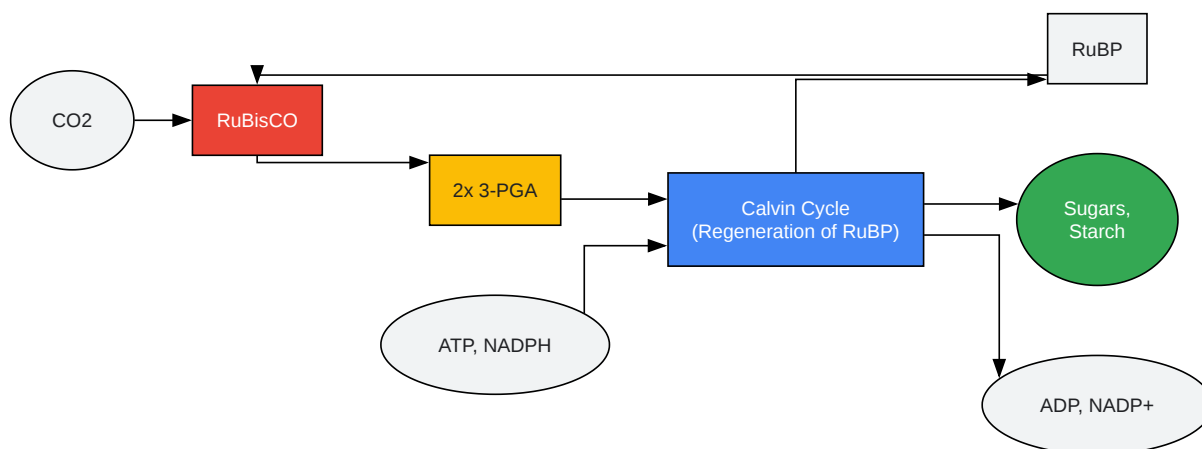 RuBP
CO2
RuBisCO
2x 3-PGA
Calvin Cycle
(Regeneration of RuBP)
Sugars,
Starch
ATP, NADPH
ADP, NADP+